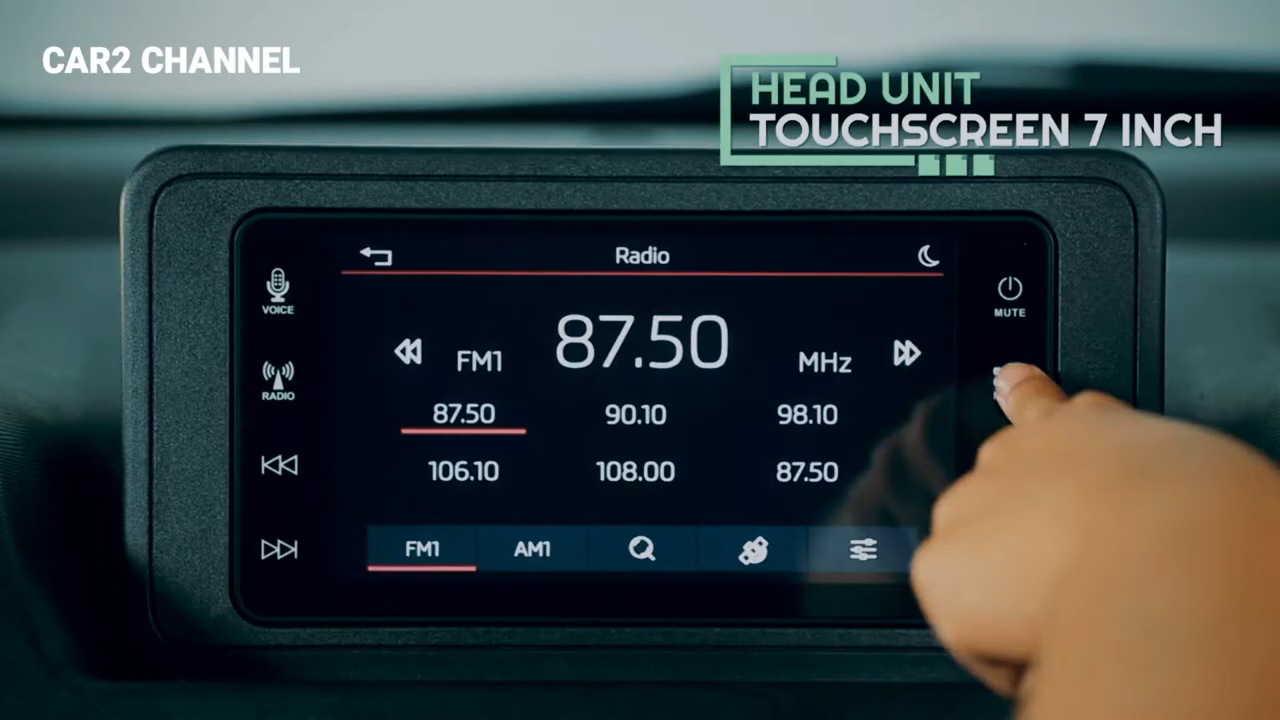 CAR2 CHANNEL
HEAD UNIT
TOUCHSCREEN 7 INCH
Radio
VOICE
MUTE
87.50
FM1
MHz
RADIO
87.50 90.10 98.10
106.10 108.00 87.50
FM1 AM1